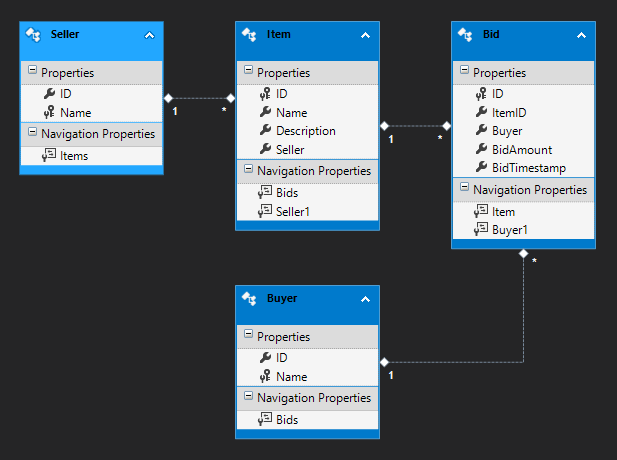 Seller
Properties
ID
Name
Navigation Properties
Items
1
*
Item
Properties
ID
Name
Description
Seller
Navigation Properties
Bids
Seller1
1
*
Bid
Properties
ID
ItemID
Buyer
BidAmount
BidTimestamp
Navigation Properties
Item
Buyer1
*
Buyer
Properties
ID
Name
Navigation Properties
Bids
1